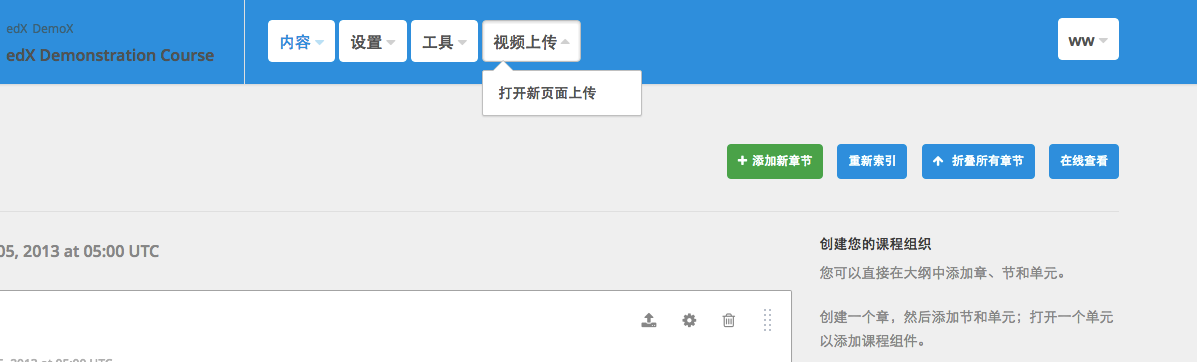 edX DemoX
edX Demonstration Course
内容
设置
工具
视频上传
ww
打开新页面上传
添加新章节
重新索引
折叠所有章节
在线查看
05, 2013 at 05:00 UTC
创建您的课程组织
您可以直接在大纲中添加章、节和单元。
创建一个章，然后添加节和单元；打开一个单元
以添加课程组件。
2013 at 05:00 UTC